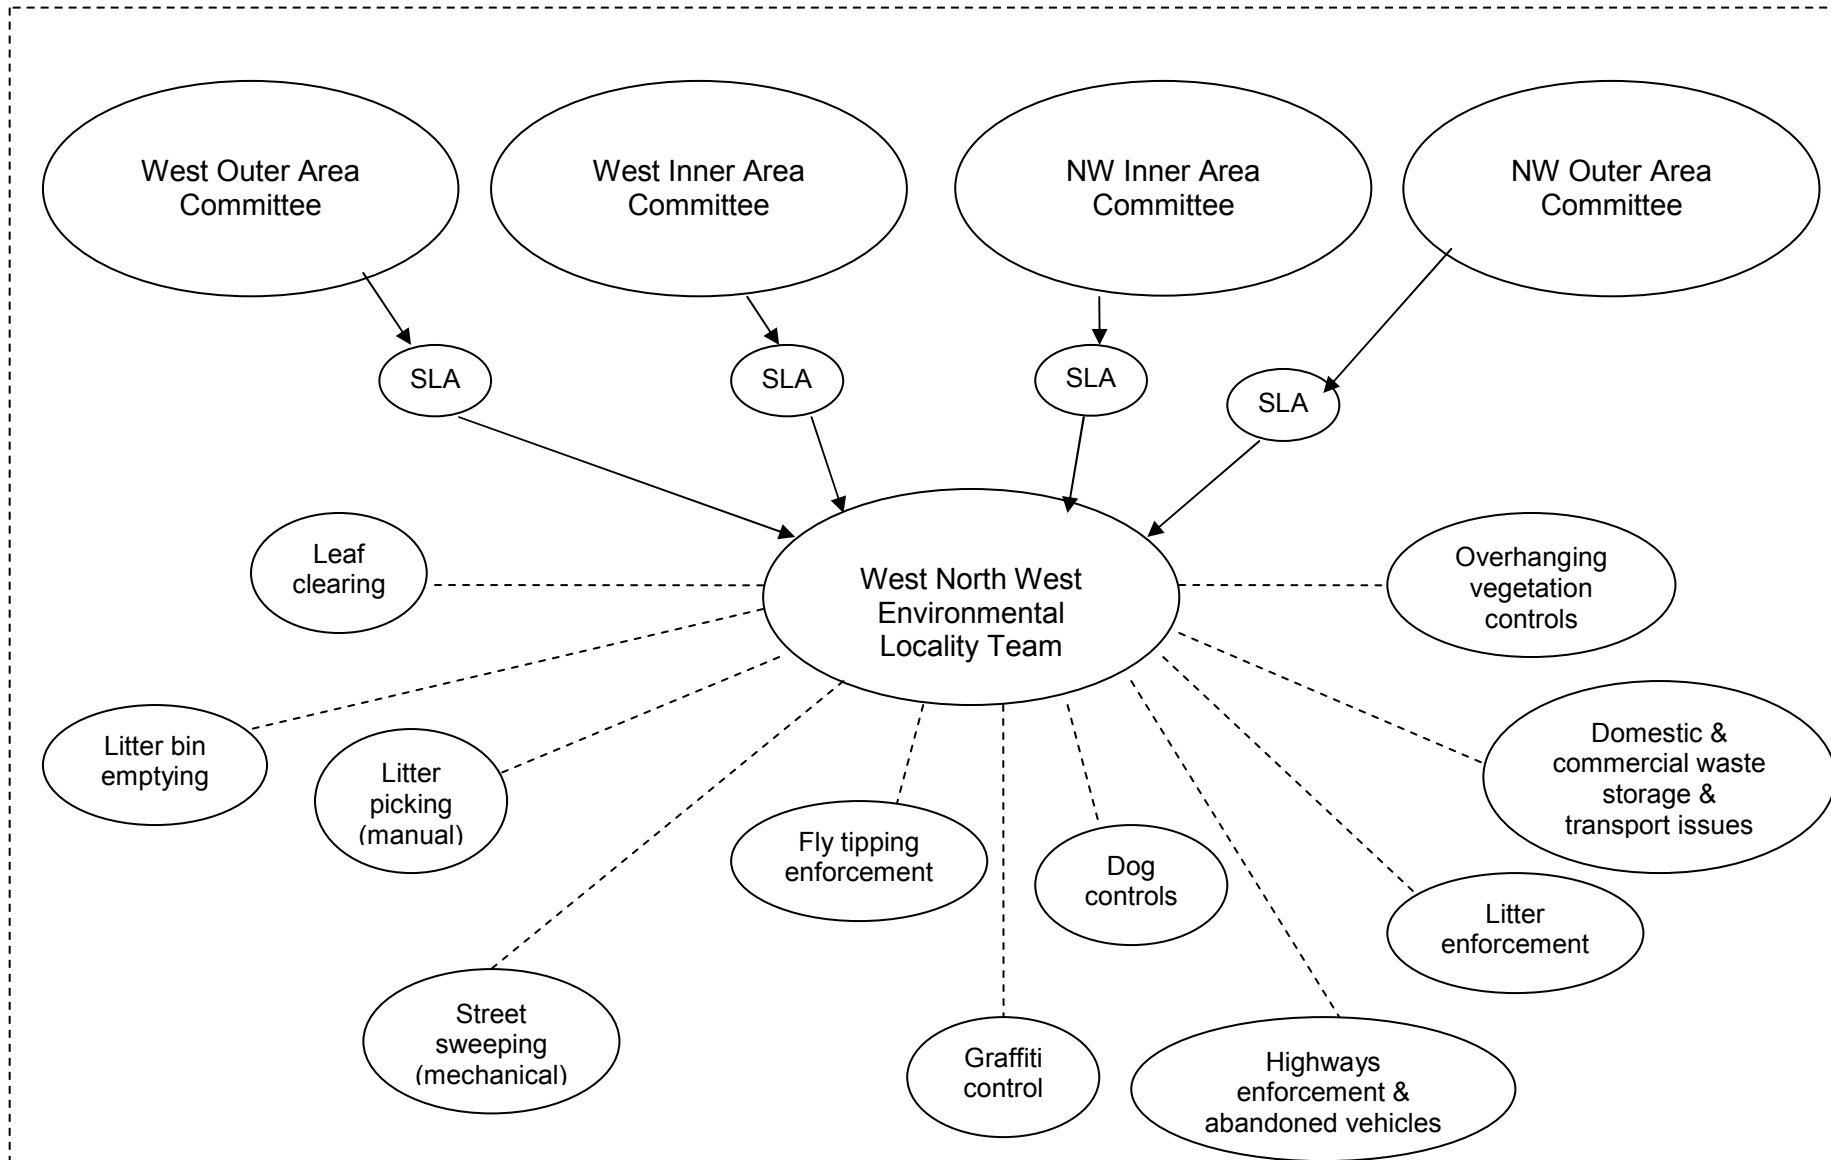 West Outer Area
Committee
West Inner Area
Committee
NW Inner Area
Committee
NW Outer Area
Committee
SLA
SLA
SLA
SLA
West North West
Environmental
Locality Team
Leaf
clearing
Overhanging
vegetation
controls
Litter bin
emptying
Litter
picking
(manual)
Fly tipping
enforcement
Dog
controls
Domestic &
commercial waste
storage &
transport issues
Litter
enforcement
Street
sweeping
(mechanical)
Graffiti
control
Highways
enforcement &
abandoned vehicles